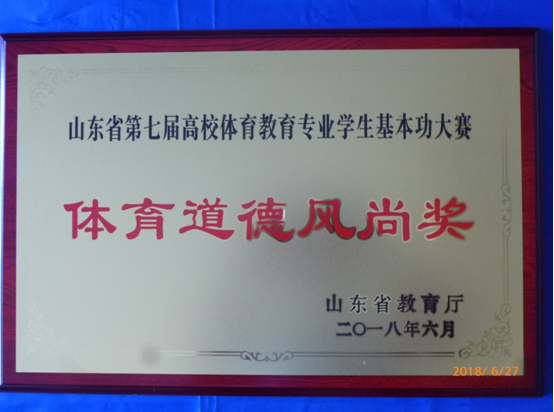 山东省第七届高校体育教育专业学生基本功大赛
体育道德风尚奖
山东省教育厅
二〇一八年六月
2018/6/27